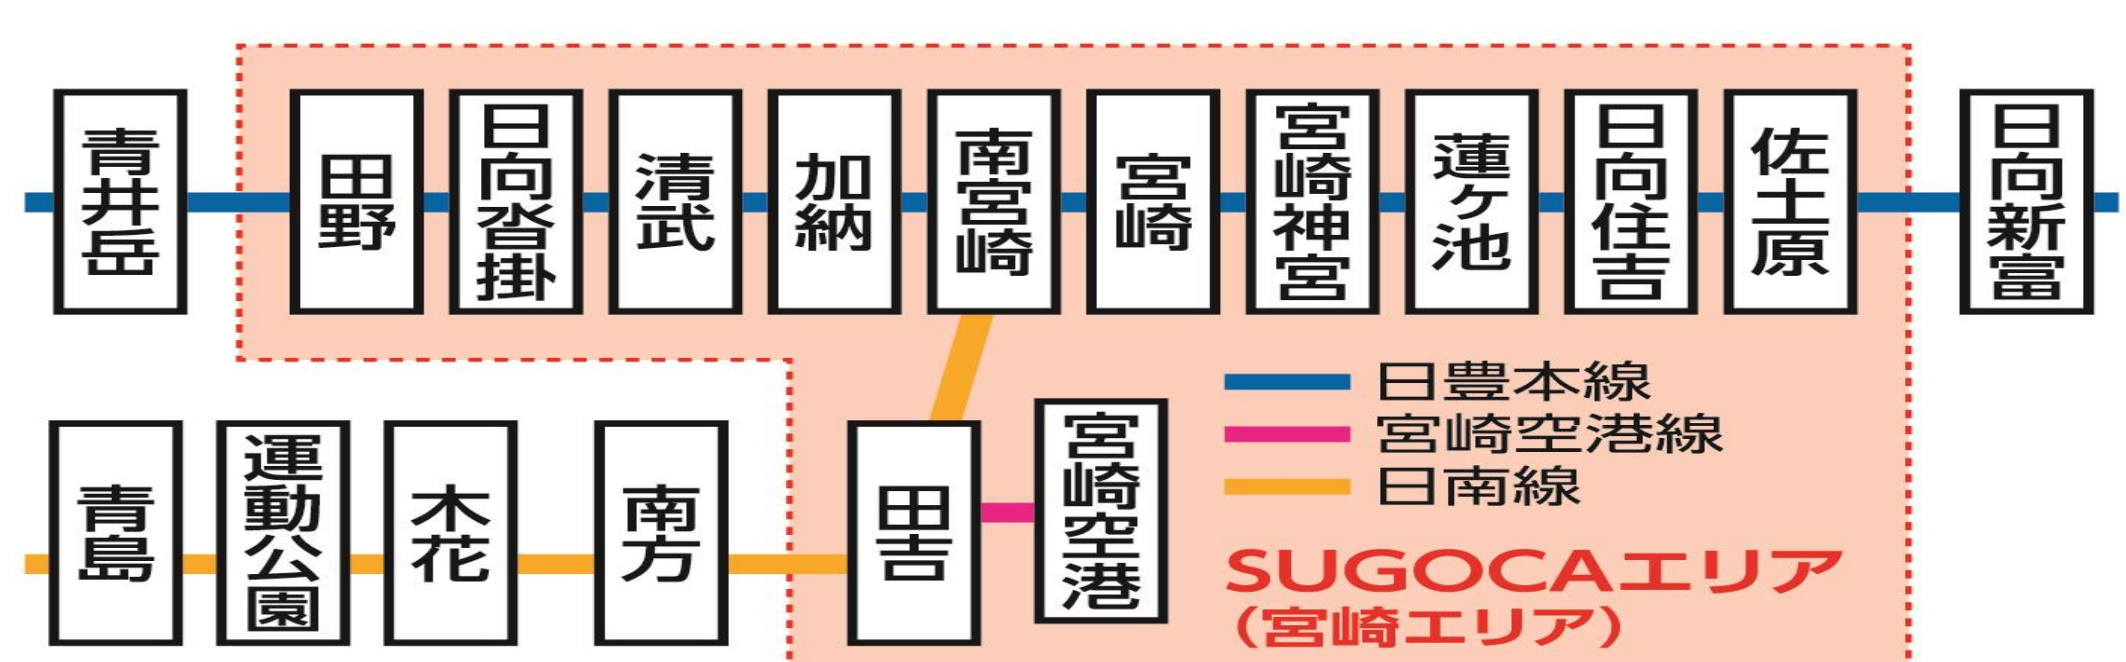 青井岳
田野
日向沓掛
清武
加納
南宮崎
宮崎
宮崎神宮
蓮ヶ池
日向住吉
佐土原
日向新富
青島
運動公園
木花
南方
田吉
宮崎空港
日豊本線
宮崎空港線
日南線
SUGOCAエリア
（宮崎エリア）